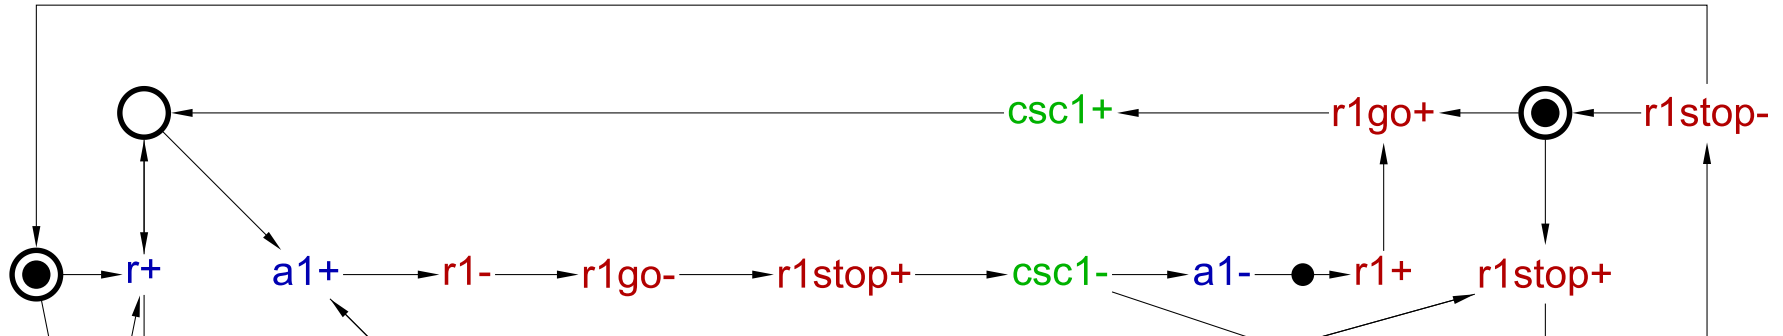 csc1+ r1go+ r1stop-
r+ a1+ r1- r1go- r1stop+ csc1- a1- r1+ r1stop+